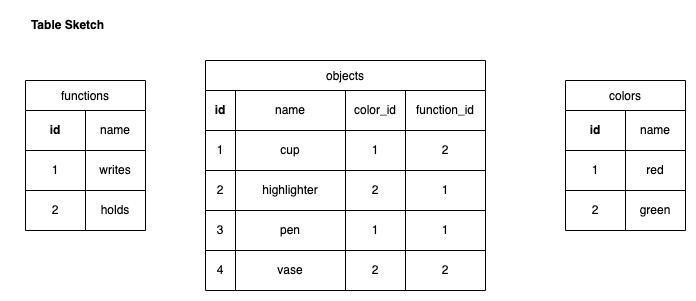 Table Sketch
functions
id name
1 writes
2 holds
objects
id name color_id function_id
1 cup 1 2
2 highlighter 2 1
3 pen 1 1
4 vase 2 2
colors
id name
1 red
2 green